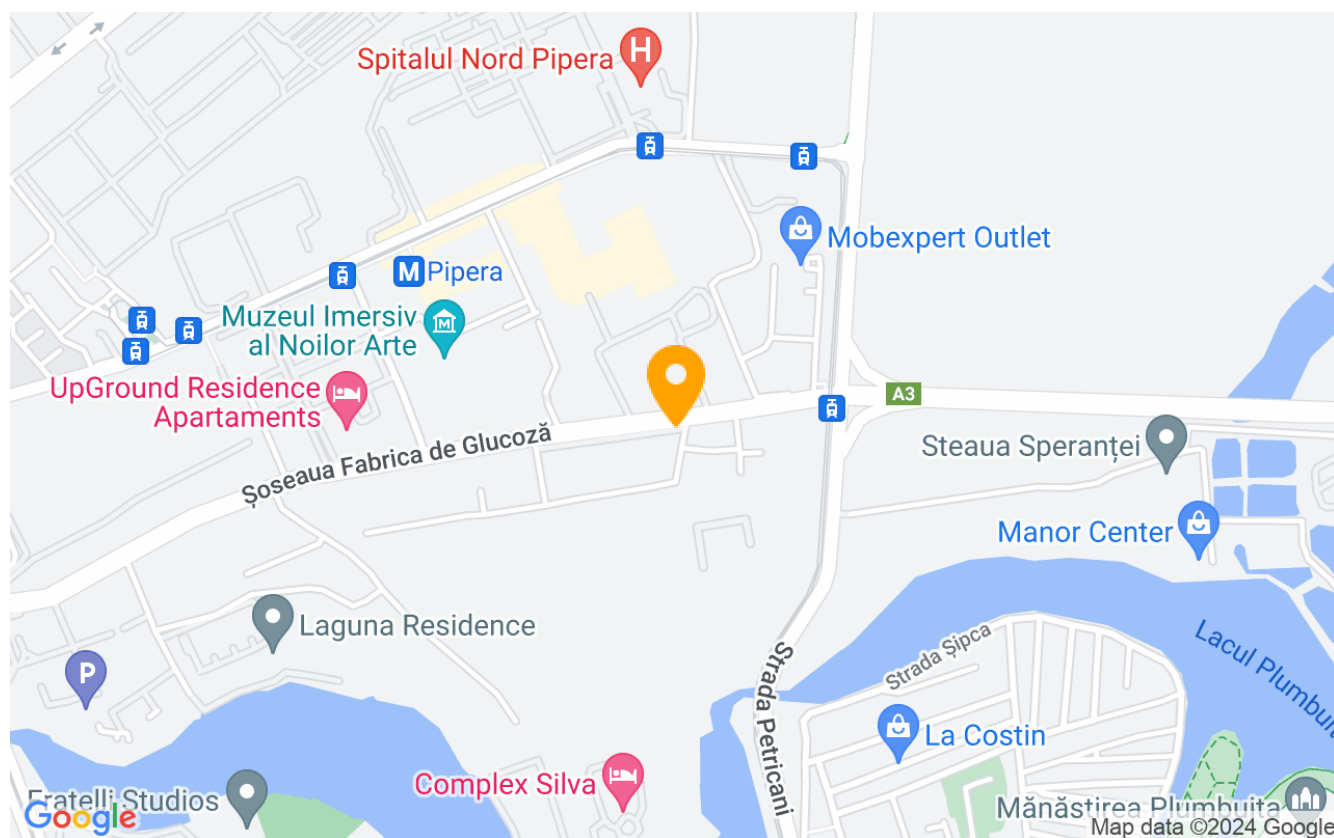 Spitalul Nord Pipera
H
Mobexpert Outlet
M Pipera
Muzeul Imersiv
al Noilor Arte
M
UpGround Residence
Apartaments
A3
Șoseaua Fabrica de Glucoză
Steaua Speranței
Manor Center
Laguna Residence
P
Strada Șipca
Lacul Plumbuita
Strada Petricani
La Costin
Complex Silva
Fratelli Studios
Mănăstirea Plumbuita
Google
Map data ©2024 Google